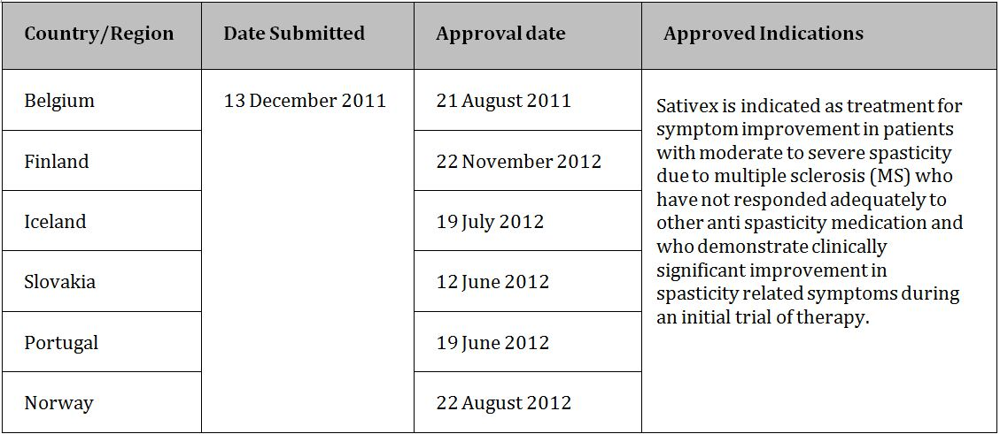 Country/Region Date Submitted Approval date Approved Indications
Belgium 13 December 2011 21 August 2011
Finland 22 November 2012
Iceland 19 July 2012
Slovakia 12 June 2012
Portugal 19 June 2012
Norway 22 August 2012
Sativex is indicated as treatment for
symptom improvement in patients
with moderate to severe spasticity
due to multiple sclerosis (MS) who
have not responded adequately to
other anti spasticity medication and
who demonstrate clinically
significant improvement in
spasticity related symptoms during
an initial trial of therapy.